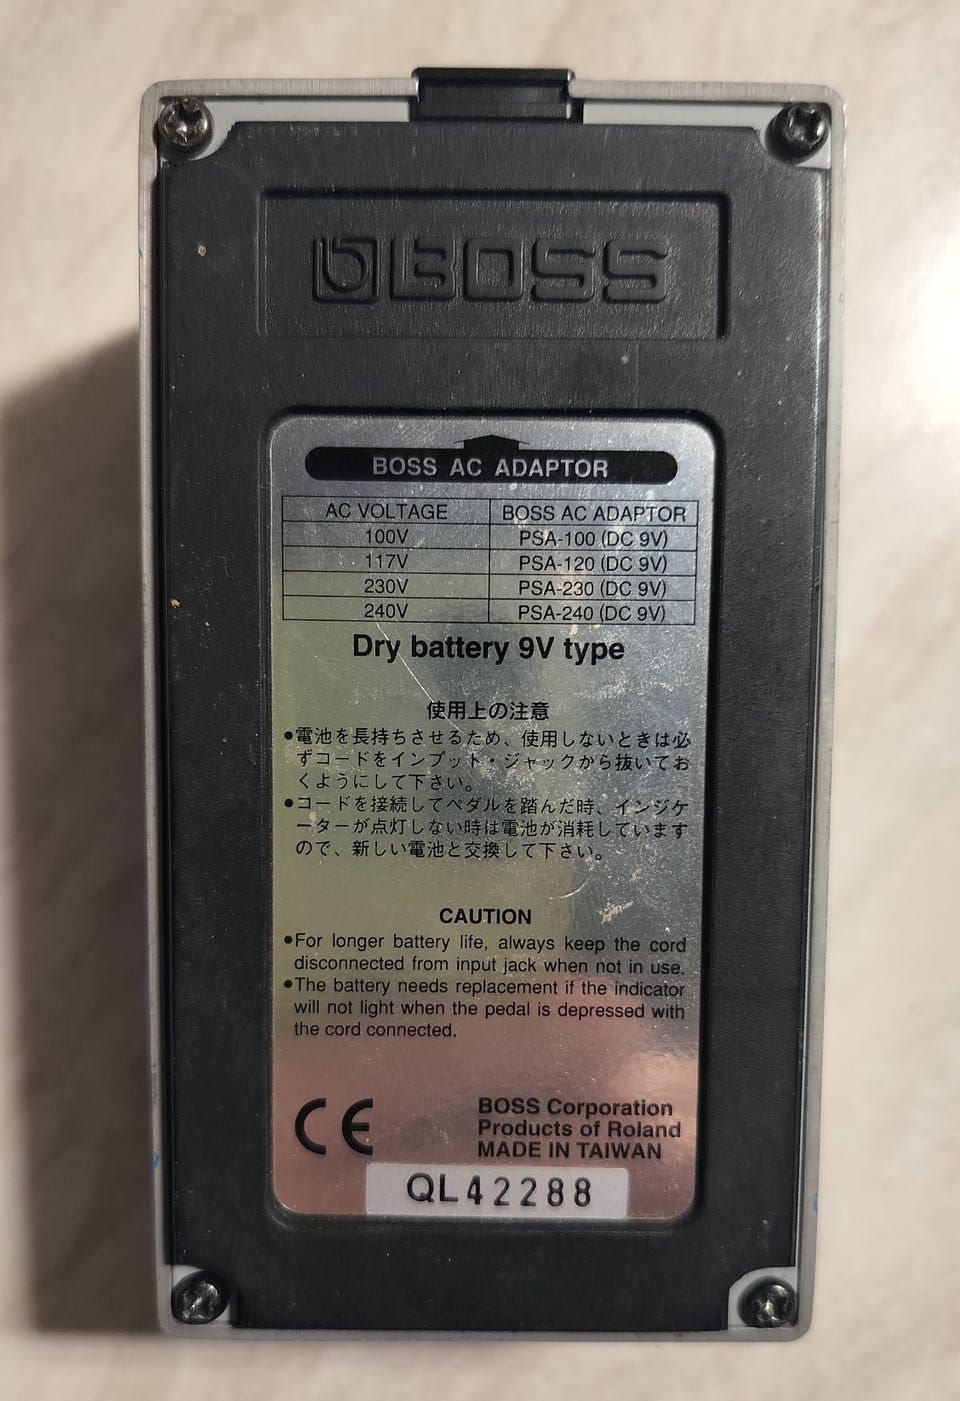 BOSS
BOSS AC ADAPTOR
AC VOLTAGE BOSS AC ADAPTOR
100V PSA-100 (DC 9V)
117V PSA-120 (DC 9V)
230V PSA-230 (DC 9V)
240V PSA-240 (DC 9V)
Dry battery 9V type
使用上の注意
●電池を長持ちさせるため、使用しないときは必
ずコードをインプット・ジャックから抜いてお
くようにして下さい。
●コードを接続してペダルを踏んだ時、インジケ
ーターが点灯しない時は電池が消耗しています
ので、新しい電池と交換して下さい。
CAUTION
●For longer battery life, always keep the cord
disconnected from input jack when not in use.
●The battery needs replacement if the indicator
will not light when the pedal is depressed with
the cord connected.
CE
BOSS Corporation
Products of Roland
MADE IN TAIWAN
QL42288